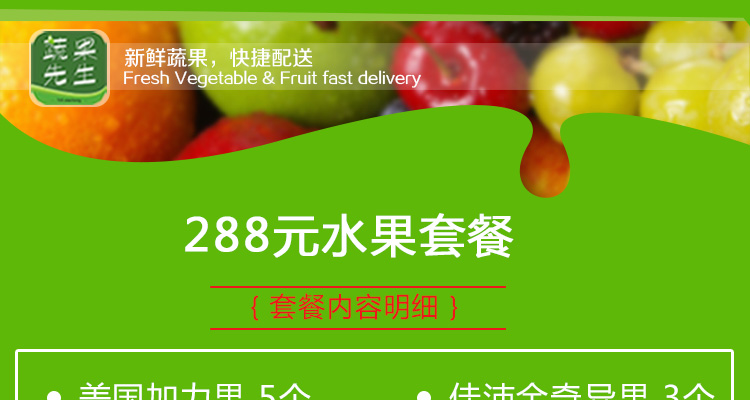 蔬果
先生
新鲜蔬果，快捷配送
Fresh Vegetable & Fruit fast delivery
288元水果套餐
{ 套餐内容明细 }
• 美国加力果 5个
• 佳沛金奇异果 3个